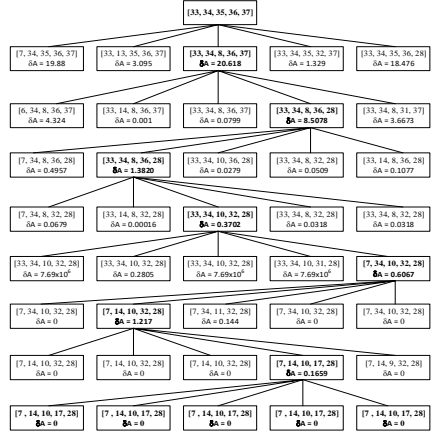 [33, 34, 35, 36, 37]
[7, 34, 35, 36, 37]
δA = 19.88
[33, 13, 35, 36, 37]
δA = 3.095
[33, 34, 8, 36, 37]
δA = 20.618
[33, 34, 35, 32, 37]
δA = 1.329
[33, 34, 35, 36, 28]
δA = 18.476
[6, 34, 8, 36, 37]
δA = 4.324
[33, 14, 8, 36, 37]
δA = 0.001
[33, 34, 8, 36, 37]
δA = 0.0799
[33, 34, 8, 36, 28]
δA = 8.5078
[33, 34, 8, 31, 37]
δA = 3.6673
[7, 34, 8, 36, 28]
δA = 0.4957
[33, 34, 8, 36, 28]
δA = 1.3820
[33, 34, 10, 36, 28]
δA = 0.0279
[33, 34, 8, 32, 28]
δA = 0.0509
[33, 14, 8, 36, 28]
δA = 0.1077
[7, 34, 8, 32, 28]
δA = 0.0679
[33, 14, 8, 32, 28]
δA = 0.00016
[33, 34, 10, 32, 28]
δA = 0.3702
[33, 34, 8, 32, 28]
δA = 0.0318
[33, 34, 8, 32, 28]
δA = 0.0318
[33, 34, 10, 32, 28]
δA = 7.69x10⁶
[33, 34, 10, 32, 28]
δA = 0.2805
[33, 34, 10, 32, 28]
δA = 7.69x10⁶
[33, 34, 10, 31, 28]
δA = 7.69x10⁶
[7, 34, 10, 32, 28]
δA = 0.6067
[7, 34, 10, 32, 28]
δA = 0
[7, 14, 10, 32, 28]
δA = 1.217
[7, 34, 11, 32, 28]
δA = 0.144
[7, 34, 10, 32, 28]
δA = 0
[7, 34, 10, 32, 28]
δA = 0
[7, 14, 10, 32, 28]
δA = 0
[7, 14, 10, 32, 28]
δA = 0
[7, 14, 10, 32, 28]
δA = 0
[7, 14, 10, 17, 28]
δA = 0.1659
[7, 14, 9, 32, 28]
δA = 0
[7 , 14, 10, 17, 28]
δA = 0
[7 , 14, 10, 17, 28]
δA = 0
[7 , 14, 10, 17, 28]
δA = 0
[7 , 14, 10, 17, 28]
δA = 0
[7 , 14, 10, 17, 28]
δA = 0